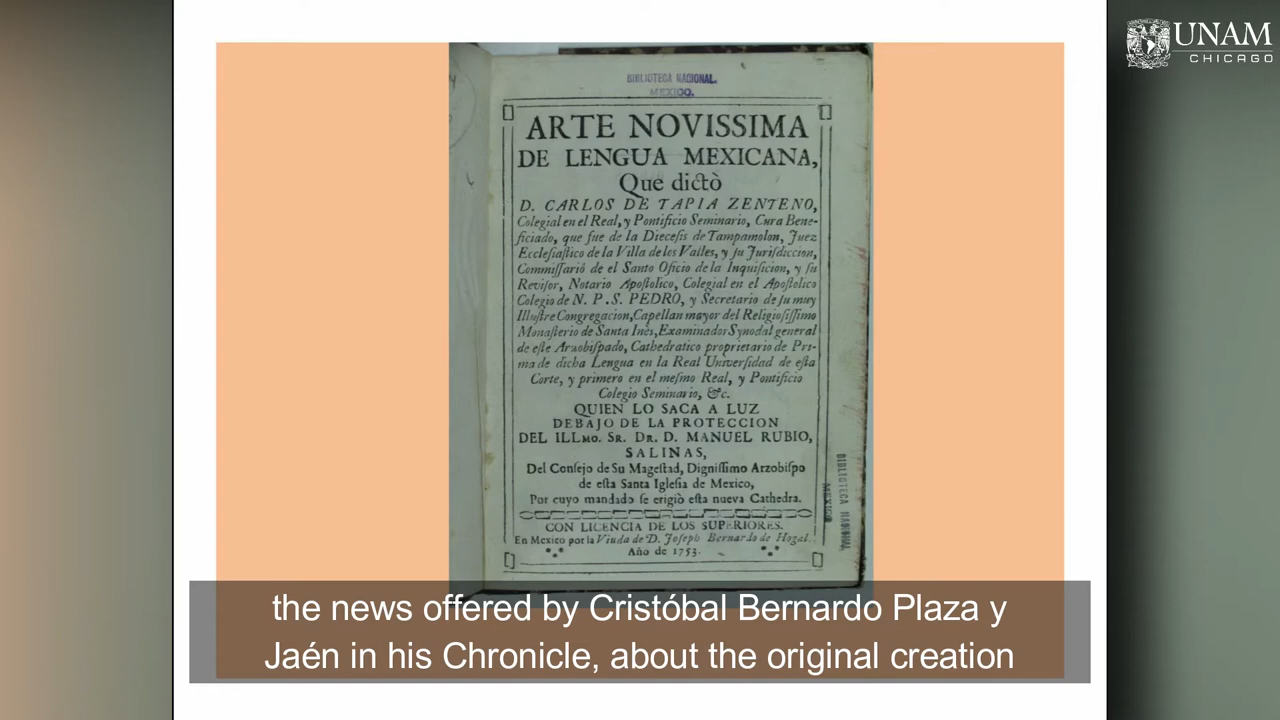 UNAM
CHICAGO
BIBLIOTECA NACIONAL.
MEXICO.
ARTE NOVISSIMA
DE LENGUA MEXICANA,
Que dictò
D. CARLOS DE TAPIA ZENTENO,
Colegial en el Real, y Pontificio Seminario, Cura Bene-
ficiado, que fue de la Diecesis de Tampamolon, Juez
Ecclesiastico de la Villa de los Valles, y su Jurisdiccion,
Commissariò de el Santo Oficio de la Inquisicion, y su
Revisor, Notario Apostolico, Colegial en el Apostolico
Colegio de N. P. S. PEDRO, y Secretario de su muy
Illustre Congregacion, Capellan mayor del Religiosissimo
Monasterio de Santa Inès, Examinador Synodal general
de este Arzobispado, Cathedratico proprietario de Pri-
ma de dicha Lengua en la Real Universidad de esta
Corte, y primero en el mesmo Real, y Pontificio
Colegio Seminario, &c.
QUIEN LO SACA A LUZ
DEBAJO DE LA PROTECCION
DEL ILLMO. SR. DR. D. MANUEL RUBIO,
SALINAS,
Del Consejo de Su Magestad, Dignissimo Arzobispo
de esta Santa Iglesia de Mexico,
Por cuyo mandado se erigiò esta nueva Cathedra.
CON LICENCIA DE LOS SUPERIORES.
En Mexico por la Viuda de D. Joseph Bernardo de Hogal.
Año de 1753.
BIBLIOTECA NACIONAL
MEXICO
the news offered by Cristóbal Bernardo Plaza y
Jaén in his Chronicle, about the original creation